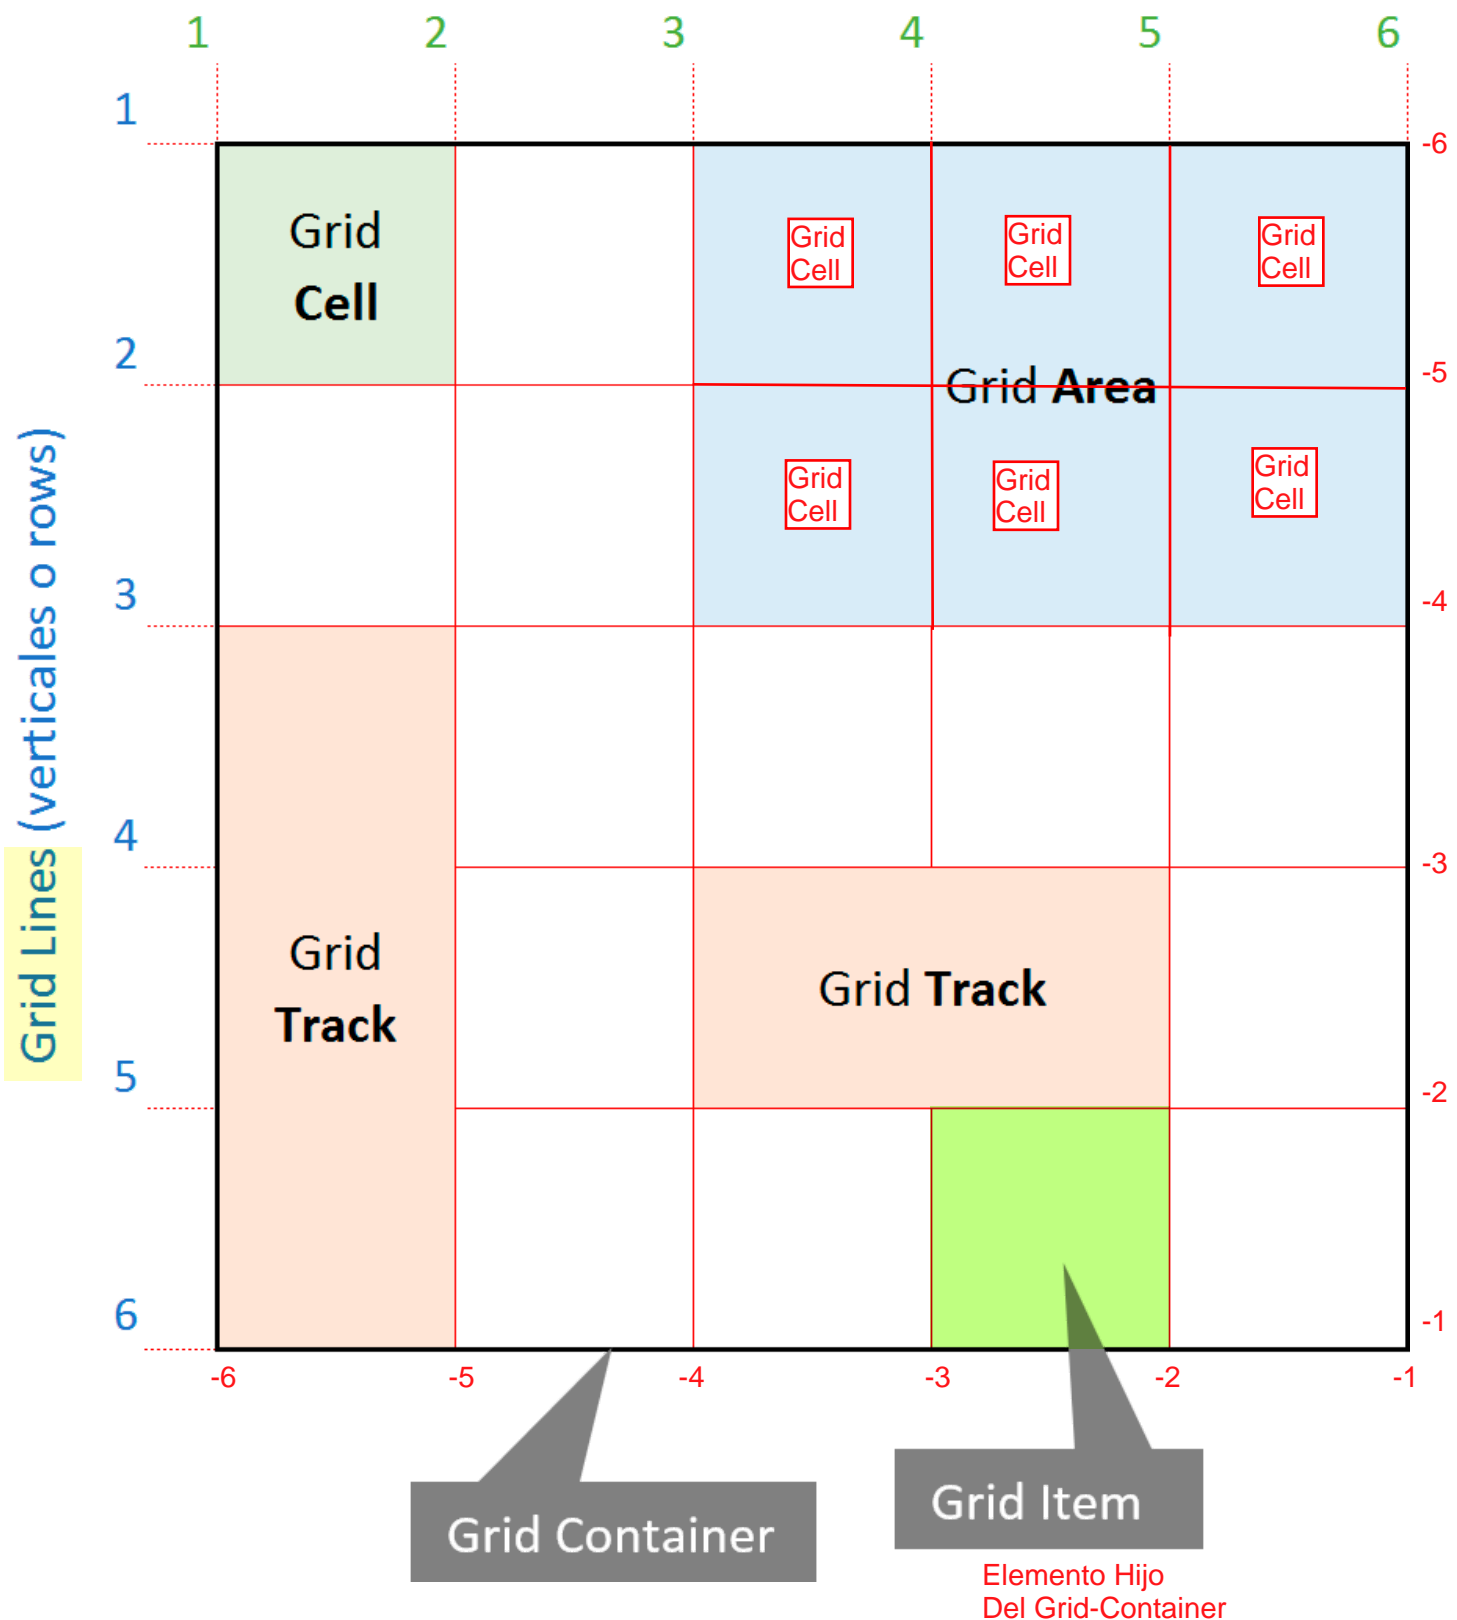 1 2 3 4 5 6
1
-6
Grid
Cell
Grid
Cell
Grid
Cell
Grid
Cell
2
-5
Grid Area
Grid
Cell
Grid
Cell
Grid
Cell
3
-4
Grid Lines (verticales o rows)
4
-3
Grid
Track
Grid Track
5
-2
6
-1
-6 -5 -4 -3 -2 -1
Grid Container
Grid Item
Elemento Hijo
Del Grid-Container